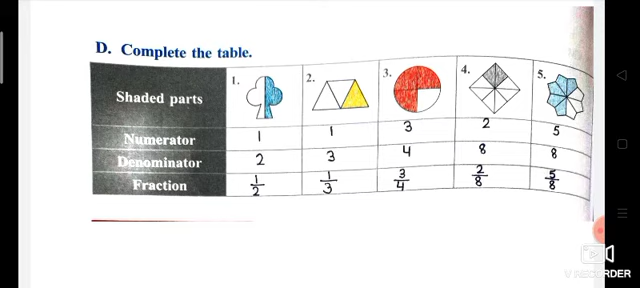 D. Complete the table.
Shaded parts 1. 2. 3. 4. 5.
Numerator 1 1 3 2 5
Denominator 2 3 4 8 8
Fraction 1/2 1/3 3/4 2/8 5/8
V RECORDER